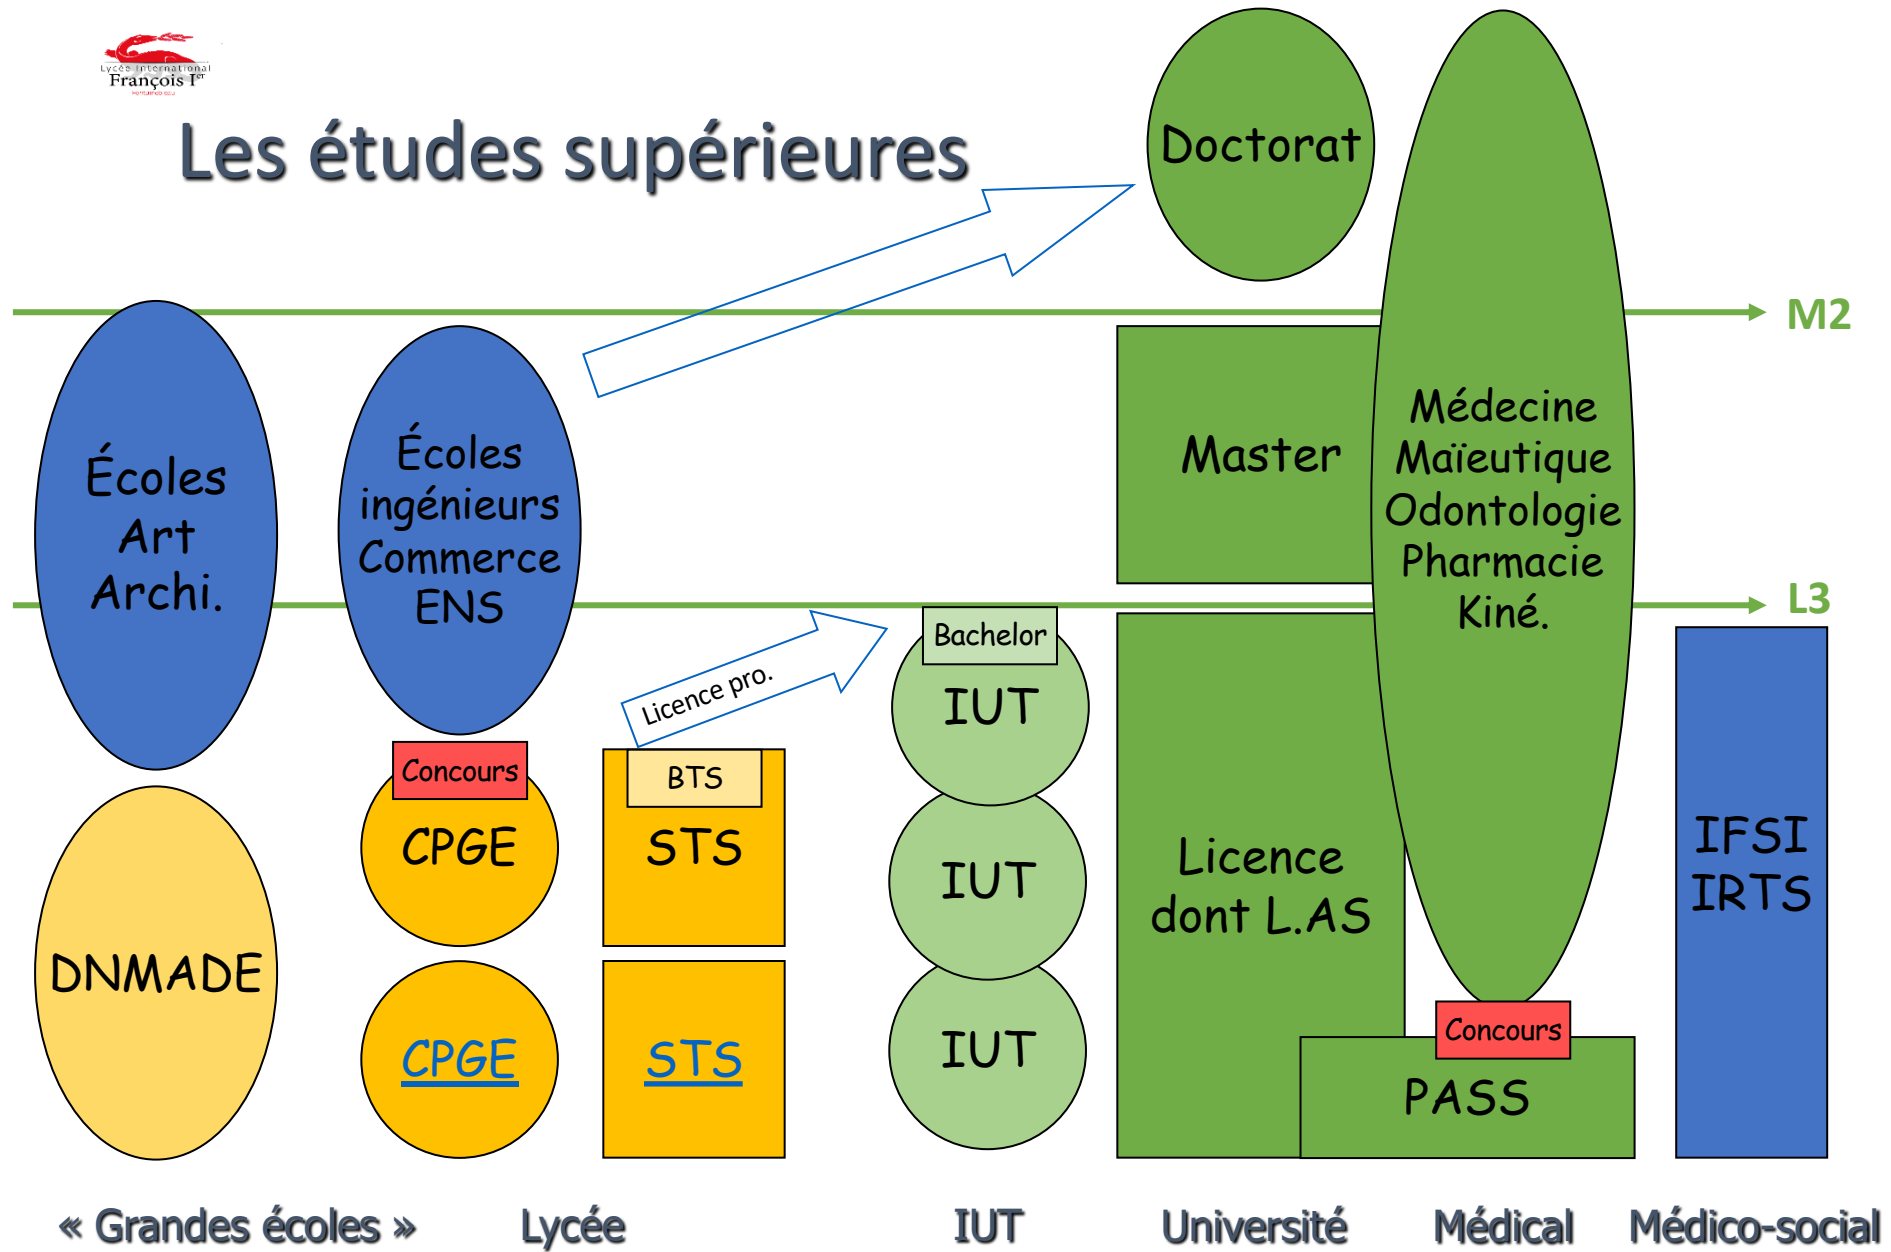 Lycée International
François Ier
Les études supérieures
Doctorat
M2
Écoles
Art
Archi.
Écoles
ingénieurs
Commerce
ENS
Master
Médecine
Maïeutique
Odontologie
Pharmacie
Kiné.
L3
Licence pro.
Bachelor
IUT
Concours
CPGE
BTS
STS
IUT
Licence
dont L.AS
IFSI
IRTS
DNMADE
CPGE
STS
IUT
Concours
PASS
« Grandes écoles »
Lycée
IUT
Université
Médical
Médico-social